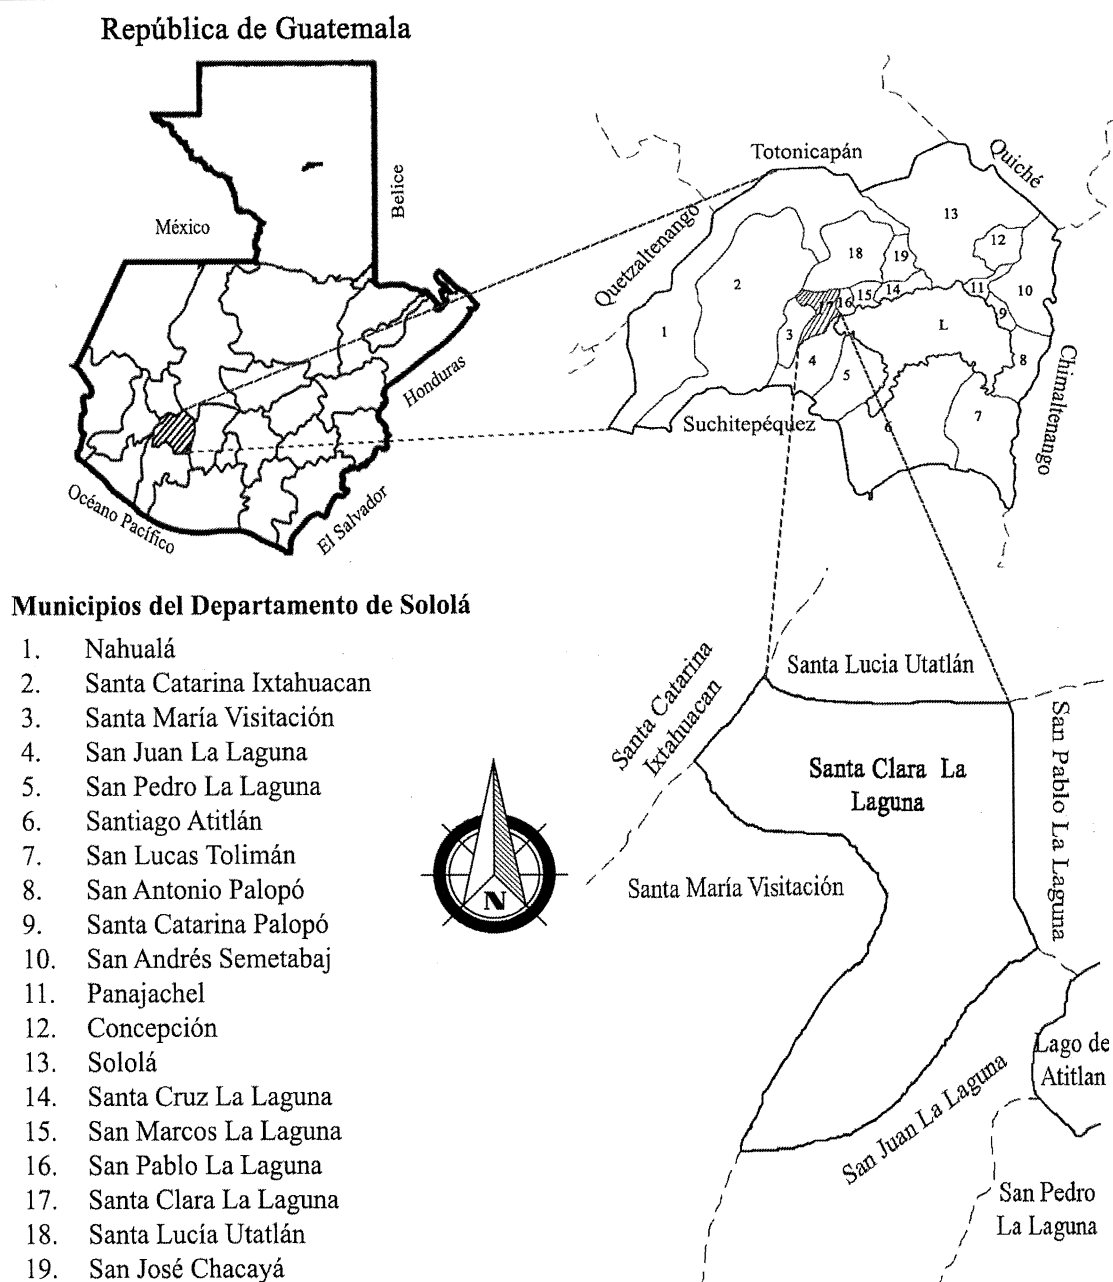 República de Guatemala
México
Belice
Honduras
El Salvador
Océano Pacífico
Totonicapán
Quiché
Quetzaltenango
Suchitepéquez
Chimaltenango
1
2
3
4
5
6
7
8
9
10
11
12
13
14
15
16
17
18
19
L
Municipios del Departamento de Sololá
1. Nahualá
2. Santa Catarina Ixtahuacan
3. Santa María Visitación
4. San Juan La Laguna
5. San Pedro La Laguna
6. Santiago Atitlán
7. San Lucas Tolimán
8. San Antonio Palopó
9. Santa Catarina Palopó
10. San Andrés Semetabaj
11. Panajachel
12. Concepción
13. Sololá
14. Santa Cruz La Laguna
15. San Marcos La Laguna
16. San Pablo La Laguna
17. Santa Clara La Laguna
18. Santa Lucía Utatlán
19. San José Chacayá
N
Santa Catarina
Ixtahuacan
Santa Lucia Utatlán
Santa Clara La
Laguna
San Pablo La Laguna
Santa María Visitación
San Juan La Laguna
Lago de
Atitlan
San Pedro
La Laguna